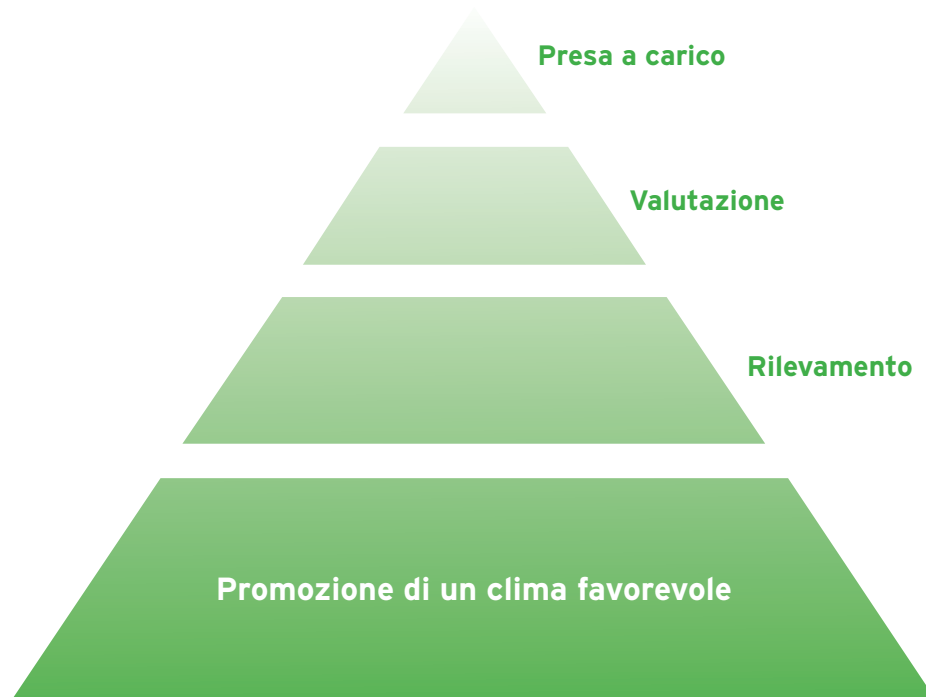 Presa a carico
Valutazione
Rilevamento
Promozione di un clima favorevole